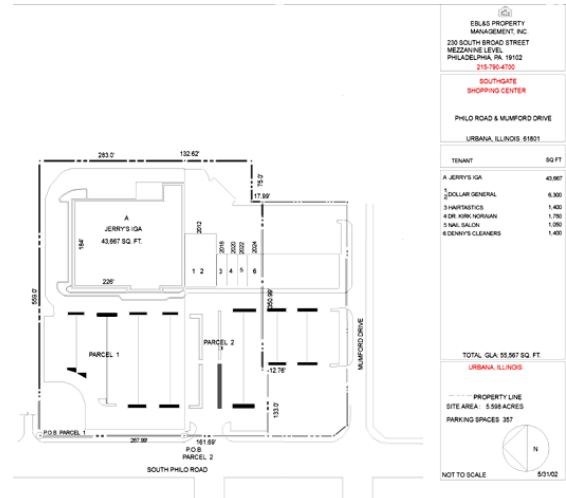 EBL&S PROPERTY
MANAGEMENT, INC.
230 SOUTH BROAD STREET
MEZZANINE LEVEL
PHILADELPHIA, PA. 19102
215-790-4700
SOUTHGATE
SHOPPING CENTER
PHILO ROAD & MUMFORD DRIVE
URBANA, ILLINOIS 61801
TENANT SQ.FT
A JERRY'S IGA 43,667
1
2 DOLLAR GENERAL 6,300
3 HAIRTASTICS 1,400
4 DR. KIRK NORMAN 1,750
5 NAIL SALON 1,050
6 DENNY'S CLEANERS 1,400
TOTAL GLA: 55,567 SQ. FT.
URBANA, ILLINOIS
PROPERTY LINE
SITE AREA: 5.598 ACRES
PARKING SPACES 357
N
NOT TO SCALE 5/31/02
283.0'
132.62'
75.0'
17.99'
A
JERRY'S IGA
43,667 SQ. FT.
184'
226'
2012
2018
2020
2022
2024
1 2 3 4 5 6
559.0'
350.99'
PARCEL 1
PARCEL 2
12.76'
133.0'
MUMFORD DRIVE
P.O.B. PARCEL 1
267.99'
161.69'
P.O.B.
PARCEL 2
SOUTH PHILO ROAD